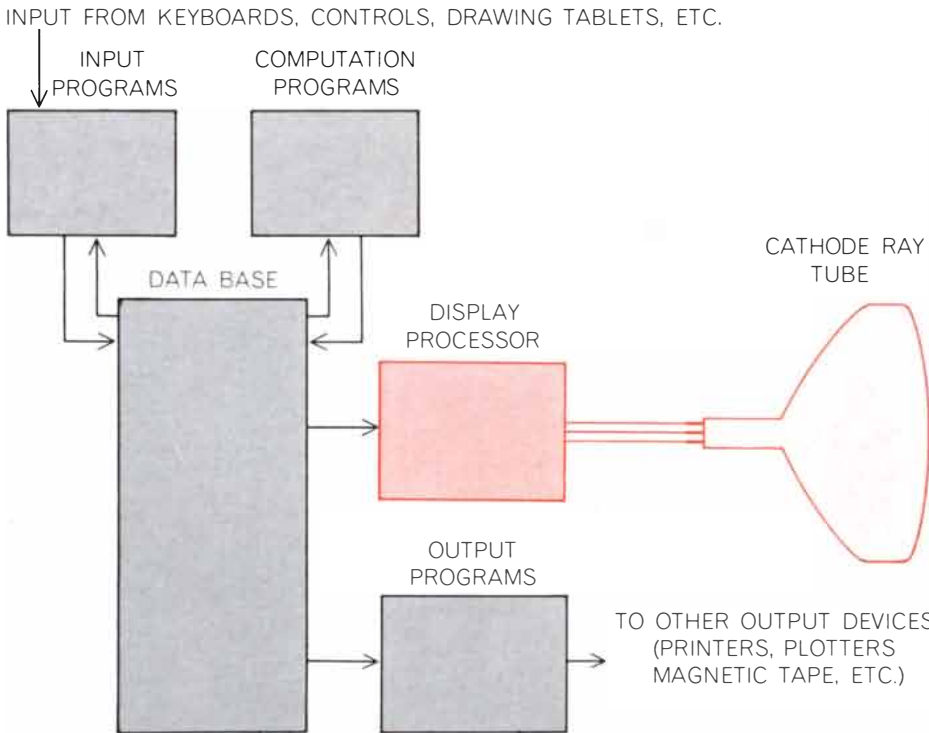 INPUT FROM KEYBOARDS, CONTROLS, DRAWING TABLETS, ETC.
INPUT
PROGRAMS
COMPUTATION
PROGRAMS
DATA BASE
CATHODE RAY
TUBE
DISPLAY
PROCESSOR
OUTPUT
PROGRAMS
TO OTHER OUTPUT DEVICES
(PRINTERS, PLOTTERS
MAGNETIC TAPE, ETC.)